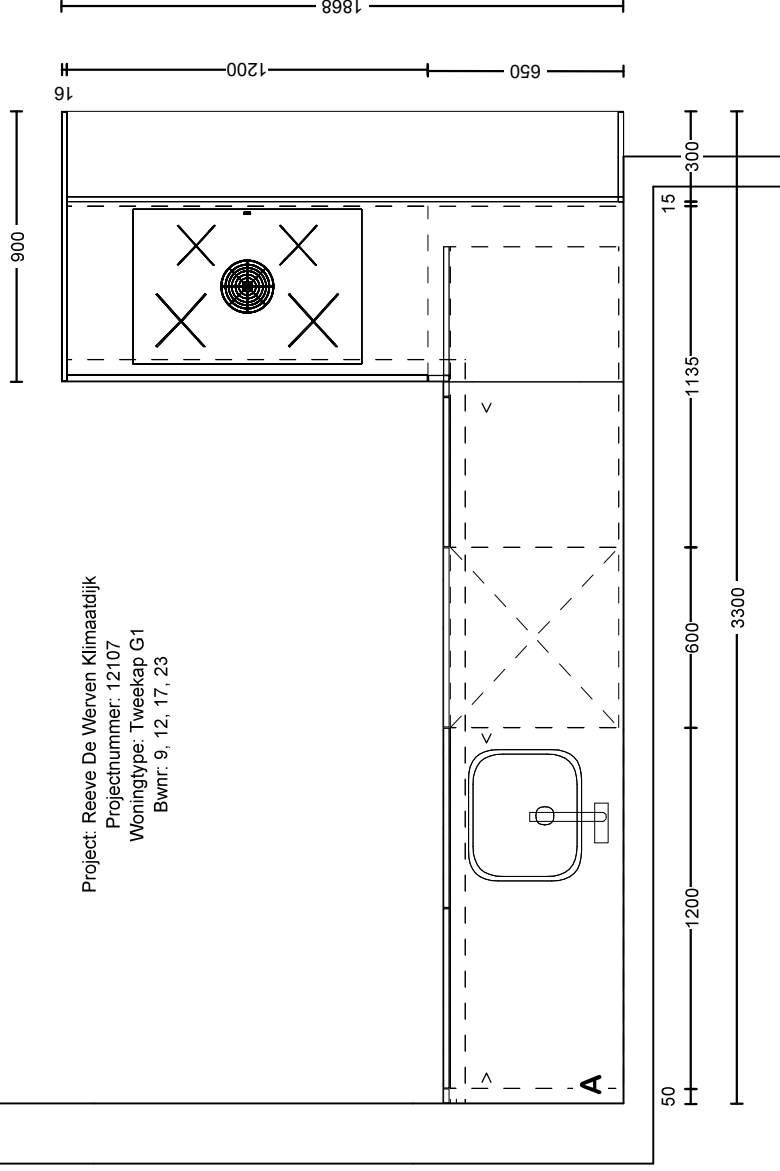 1868
1200
650
16
900
300
15
1135
600
3300
1200
50
Project: Reeve De Werven Klimaatdijk
Projectnummer: 12107
Woningtype: Tweekap G1
Bwnr: 9, 12, 17, 23
A